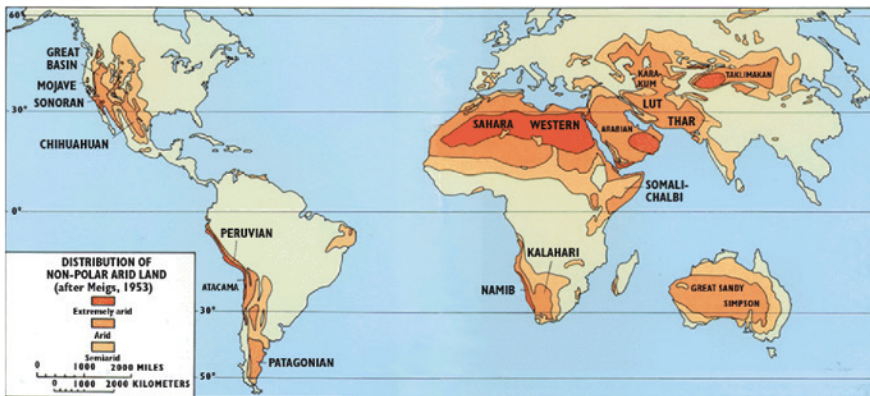 60°
GREAT
BASIN
MOJAVE
SONORAN
30°
CHIHUAHUAN
KARA
KUM
TAKLIMAKAN
LUT
THAR
SAHARA
WESTERN
ARABIAN
SOMALI-
CHALBI
0°
PERUVIAN
ATACAMA
KALAHARI
NAMIB
GREAT SANDY
SIMPSON
30°
PATAGONIAN
50°
DISTRIBUTION OF
NON-POLAR ARID LAND
(after Meigs, 1953)
Extremely arid
Arid
Semiarid
0 1000 2000 MILES
0 1000 2000 KILOMETERS